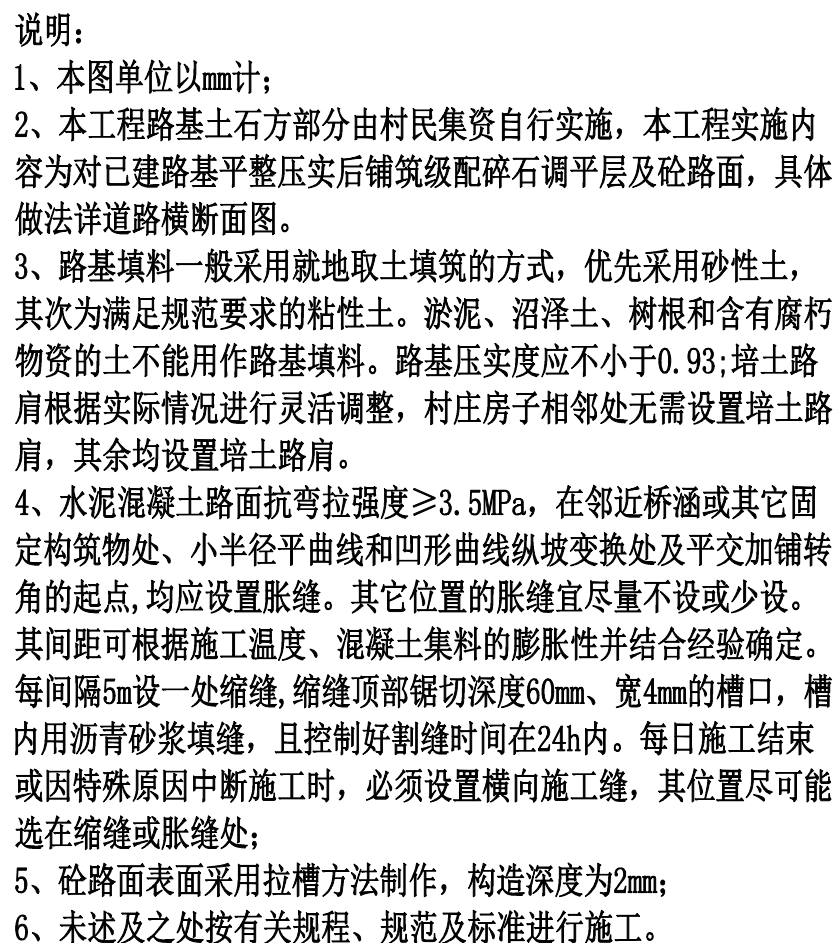 说明：
1、本图单位以mm计；
2、本工程路基土石方部分由村民集资自行实施，本工程实施内
容为对已建路基平整压实后铺筑级配碎石调平层及砼路面，具体
做法详道路横断面图。
3、路基填料一般采用就地取土填筑的方式，优先采用砂性土，
其次为满足规范要求的粘性土。淤泥、沼泽土、树根和含有腐朽
物资的土不能用作路基填料。路基压实度应不小于0.93;培土路
肩根据实际情况进行灵活调整，村庄房子相邻处无需设置培土路
肩，其余均设置培土路肩。
4、水泥混凝土路面抗弯拉强度≥3.5MPa，在邻近桥涵或其它固
定构筑物处、小半径平曲线和凹形曲线纵坡变换处及平交加铺转
角的起点,均应设置胀缝。其它位置的胀缝宜尽量不设或少设。
其间距可根据施工温度、混凝土集料的膨胀性并结合经验确定。
每间隔5m设一处缩缝,缩缝顶部锯切深度60mm、宽4mm的槽口，槽
内用沥青砂浆填缝，且控制好割缝时间在24h内。每日施工结束
或因特殊原因中断施工时，必须设置横向施工缝，其位置尽可能
选在缩缝或胀缝处；
5、砼路面表面采用拉槽方法制作，构造深度为2mm；
6、未述及之处按有关规程、规范及标准进行施工。